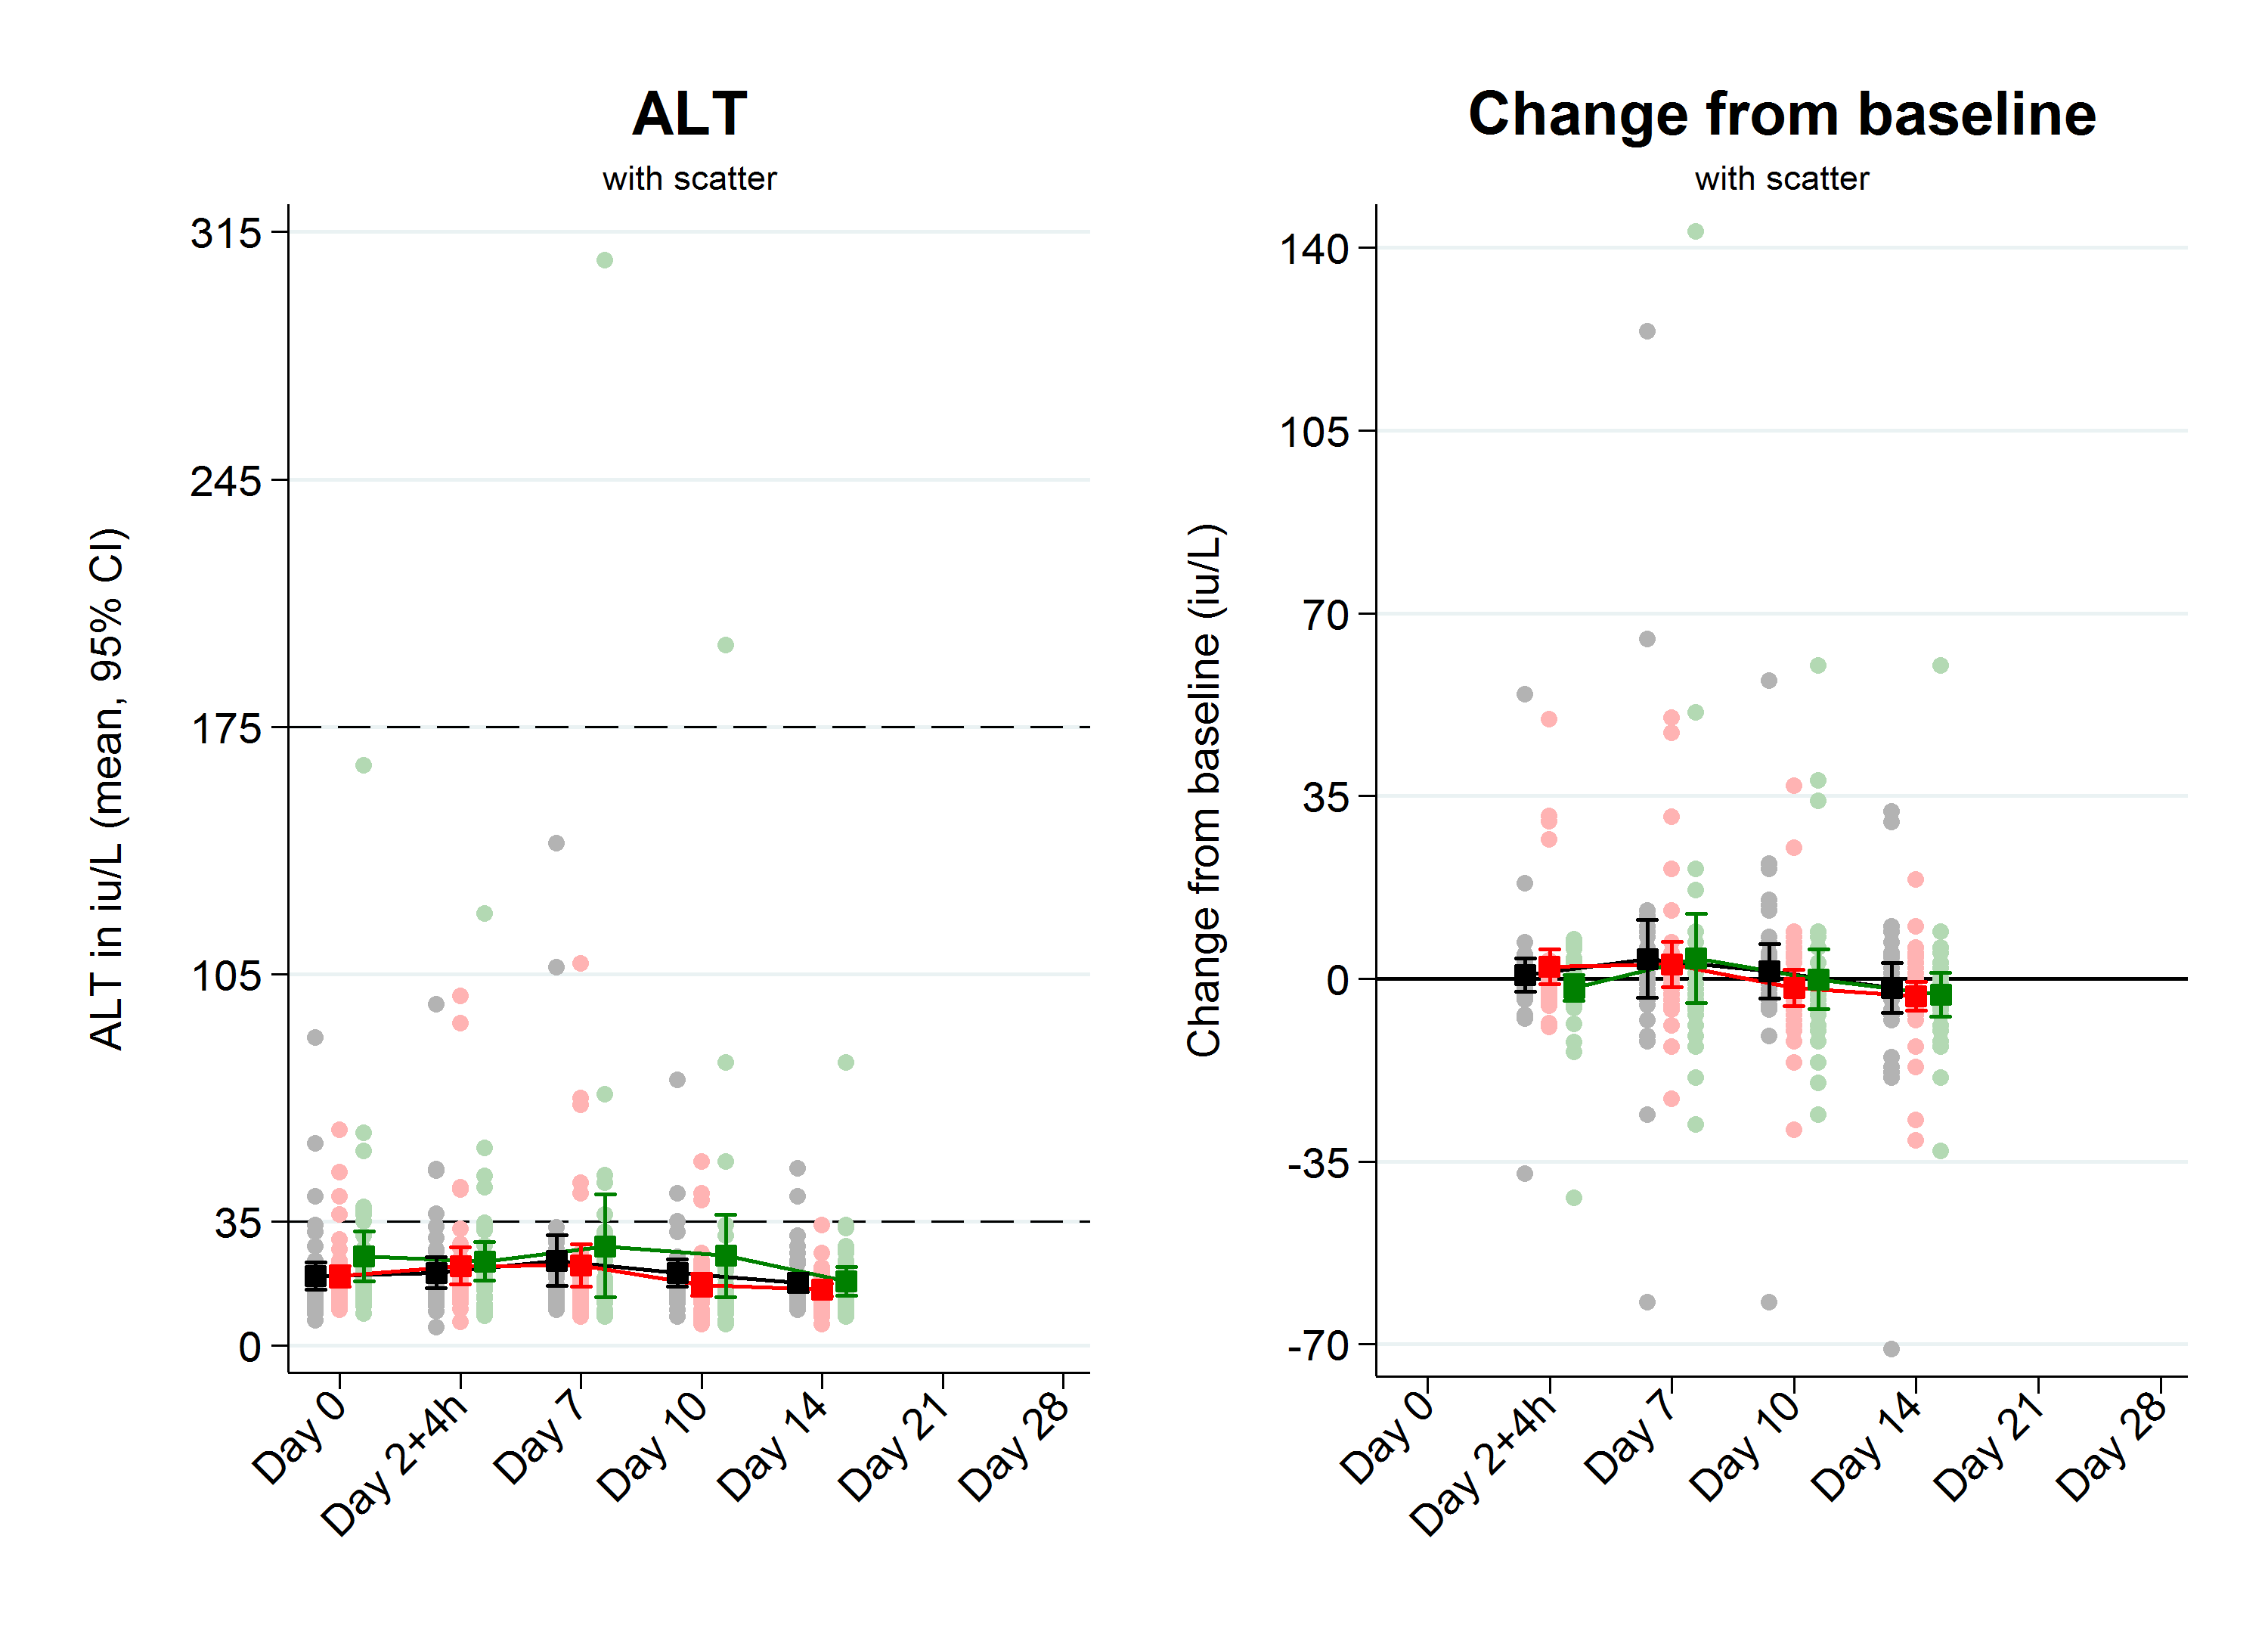 ALT
with scatter
ALT in iu/L (mean, 95% CI)
315
245
175
105
35
0
Day 0
Day 2+4h
Day 7
Day 10
Day 14
Day 21
Day 28
Change from baseline
with scatter
Change from baseline (iu/L)
140
105
70
35
0
-35
-70
Day 0
Day 2+4h
Day 7
Day 10
Day 14
Day 21
Day 28